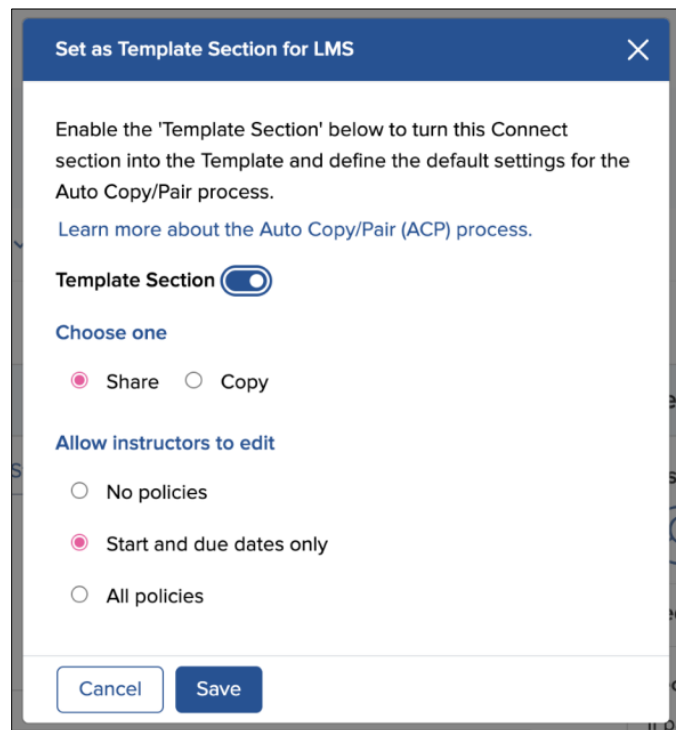 Set as Template Section for LMS
Enable the 'Template Section' below to turn this Connect
section into the Template and define the default settings for the
Auto Copy/Pair process.
Learn more about the Auto Copy/Pair (ACP) process.
Template Section
Choose one
Share Copy
Allow instructors to edit
No policies
Start and due dates only
All policies
Cancel Save